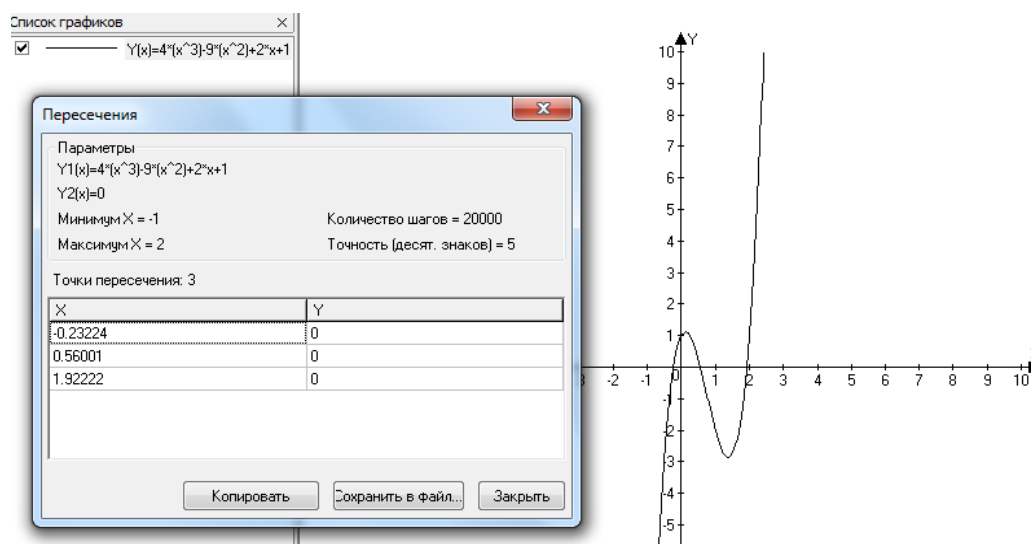 Список графиков
Y(x)=4*(x^3)-9*(x^2)+2*x+1
Пересечения
Параметры
Y1(x)=4*(x^3)-9*(x^2)+2*x+1
Y2(x)=0
Минимум X = -1
Количество шагов = 20000
Максимум X = 2
Точность (десят. знаков) = 5
Точки пересечения: 3
X Y
-0.23224 0
0.56001 0
1.92222 0
Копировать Сохранить в файл... Закрыть
Y
10
9
8
7
6
5
4
3
2
1
-2 -1 0 1 2 3 4 5 6 7 8 9 10
-1
-2
-3
-4
-5